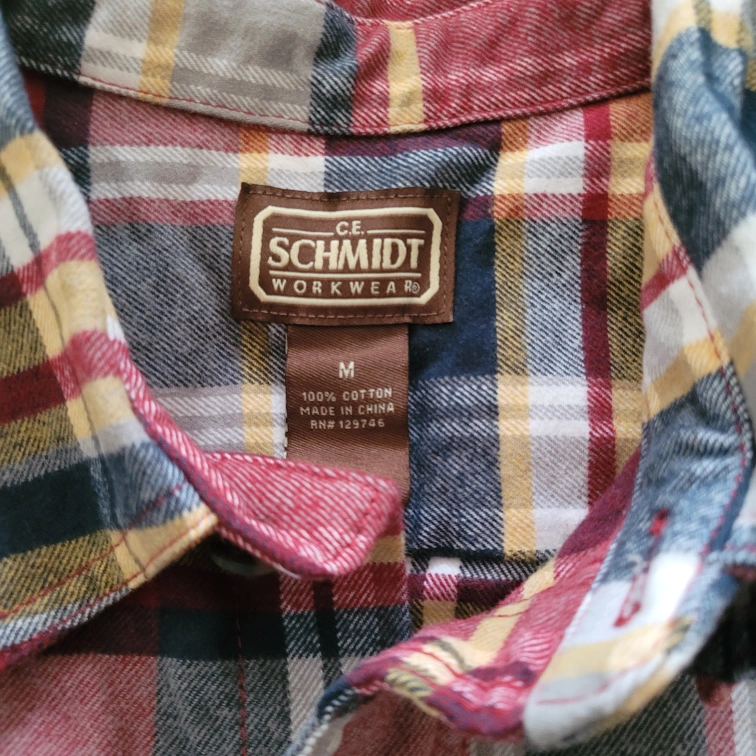 C.E.
SCHMIDT
WORKWEAR®
M
100% COTTON
MADE IN CHINA
RN# 129746